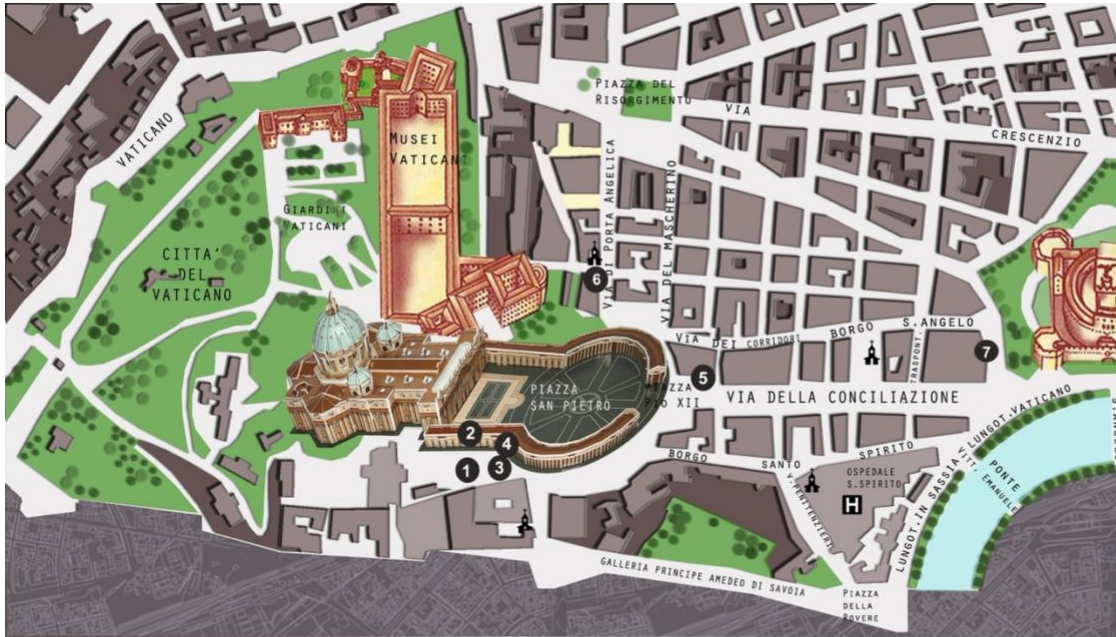 PIAZZA DEL
RISORGIMENTO
VIA
CRESCENZIO
VATICANO
MUSEI
VATICANI
VIA DI PORTA ANGELICA
VIA DEL MASCHERINO
GIARDI I
VATICANI
CITTA'
DEL
VATICANO
6
VIA DEI CORRIDORI
BORGO
S. ANGELO
TRASPONT.
7
5
PIAZZA
PIO XII
PIAZZA
SAN PIETRO
VIA DELLA CONCILIAZIONE
LUNGOT. VATICANO
2
4
1
3
BORGO
SANTO
SPIRITO
OSPEDALE
S. SPIRITO
H
V. PENITENZIERI
LUNGOT. IN SASSIA
PONTE
VITT. EMANUELE
GALLERIA PRINCIPE AMEDEO DI SAVOIA
PIAZZA
DELLA
ROVERE